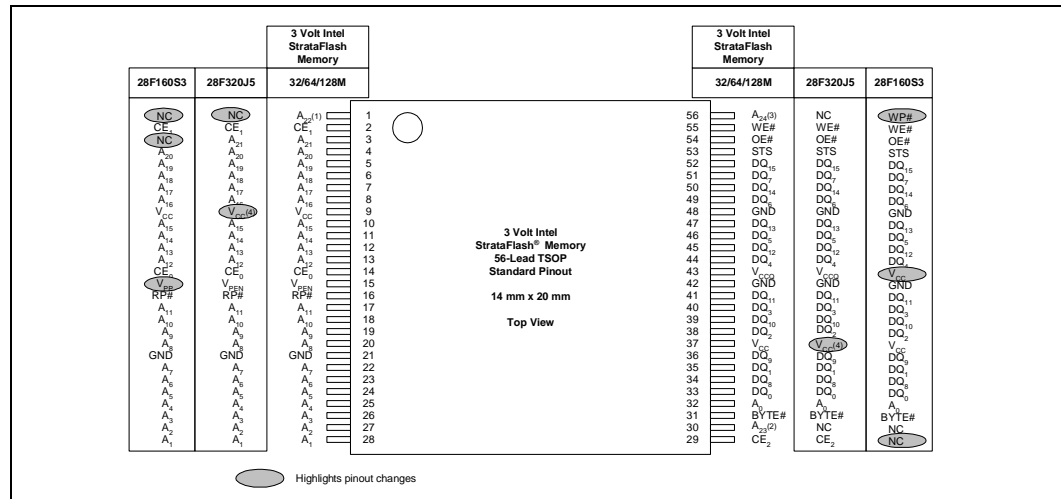 3 Volt Intel
StrataFlash
Memory
3 Volt Intel
StrataFlash
Memory
28F160S3 28F320J5 32/64/128M 32/64/128M 28F320J5 28F160S3
NC NC A22(1) 1 56 A24(3) NC WP#
CE1 CE1 CE1 2 55 WE# WE# WE#
NC A21 A21 3 54 OE# OE# OE#
A20 A20 A20 4 53 STS STS STS
A19 A19 A19 5 52 DQ15 DQ15 DQ15
A18 A18 A18 6 51 DQ7 DQ7 DQ7
A17 A17 A17 7 50 DQ14 DQ14 DQ14
A16 A16 A16 8 49 DQ6 DQ6 DQ6
VCC VCC(4) VCC 9 48 GND GND GND
A15 A15 A15 10 47 DQ13 DQ13 DQ13
A14 A14 A14 11 46 DQ5 DQ5 DQ5
A13 A13 A13 12 45 DQ12 DQ12 DQ12
A12 A12 A12 13 44 DQ4 DQ4 DQ4
CE0 CE0 CE0 14 43 VCCQ VCCQ VCC
VPP VPEN VPEN 15 42 GND GND GND
RP# RP# RP# 16 41 DQ11 DQ11 DQ11
A11 A11 A11 17 40 DQ3 DQ3 DQ3
A10 A10 A10 18 39 DQ10 DQ10 DQ10
A9 A9 A9 19 38 DQ2 DQ2 DQ2
A8 A8 A8 20 37 VCC VCC(4) VCC
GND GND GND 21 36 DQ9 DQ9 DQ9
A7 A7 A7 22 35 DQ1 DQ1 DQ1
A6 A6 A6 23 34 DQ8 DQ8 DQ8
A5 A5 A5 24 33 DQ0 DQ0 DQ0
A4 A4 A4 25 32 A0 A0 A0
A3 A3 A3 26 31 BYTE# BYTE# BYTE#
A2 A2 A2 27 30 A23(2) NC NC
A1 A1 A1 28 29 CE2 CE2 NC
3 Volt Intel
StrataFlash® Memory
56-Lead TSOP
Standard Pinout
14 mm x 20 mm
Top View
Highlights pinout changes